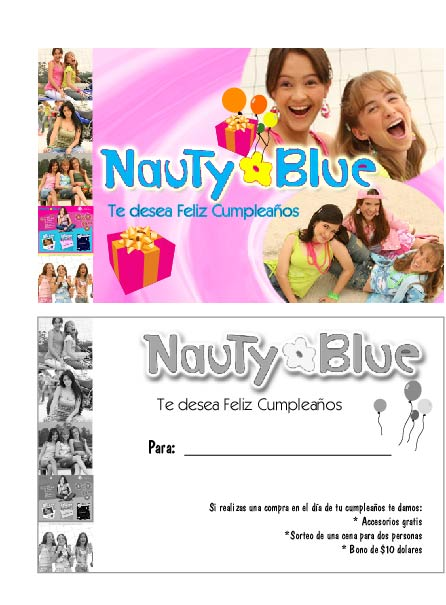 Nauty Blue
Te desea Feliz Cumpleaños
Nauty Blue
Te desea Feliz Cumpleaños
Para:
Si realizas una compra en el día de tu cumpleaños te damos:
* Accesorios gratis
*Sorteo de una cena para dos personas
* Bono de $10 dolares